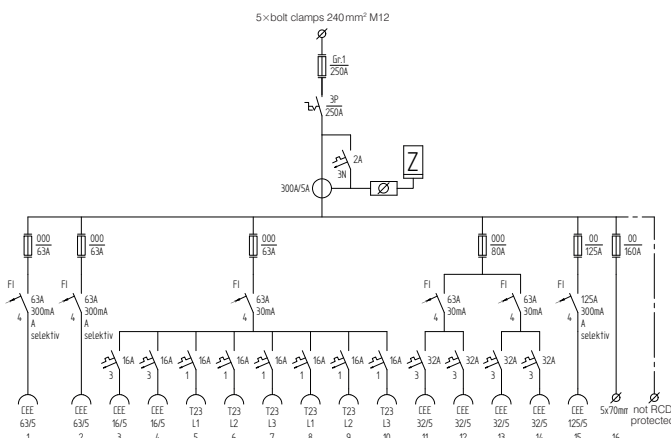 5×bolt clamps 240mm² M12
Gr.1
250A
3P
250A
2A
3N
Z
300A/5A
000
63A
000
63A
000
63A
000
80A
00
125A
00
160A
FI
63A
300mA
A
selektiv
4
FI
63A
300mA
A
selektiv
4
FI
63A
30mA
4
FI
63A
30mA
4
FI
63A
30mA
4
FI
125A
300mA
A
selektiv
4
16A
3
16A
3
16A
1
16A
1
16A
1
16A
1
16A
1
16A
1
32A
3
32A
3
32A
3
32A
3
CEE CEE CEE CEE T23 T23 T23 T23 T23 T23 CEE CEE CEE CEE CEE 5x70mm² not RCD
63/5 63/5 16/5 16/5 L1 L2 L3 L1 L2 L3 32/5 32/5 32/5 32/5 125/5 protected
1 2 3 4 5 6 7 8 9 10 11 12 13 14 15 16